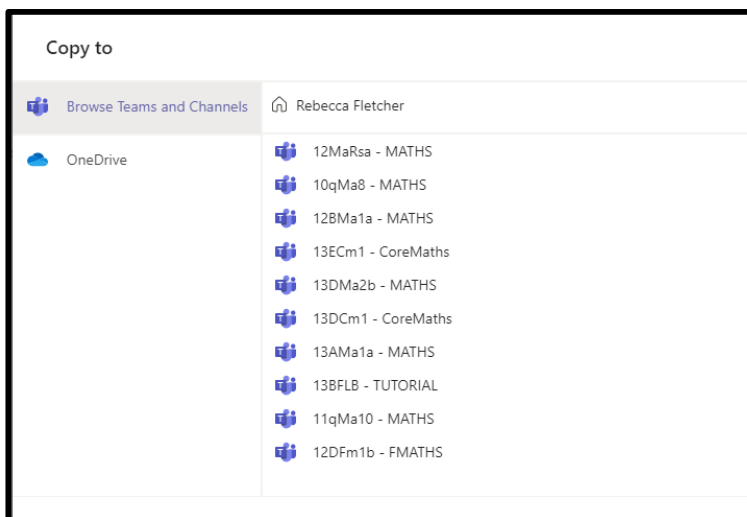 Copy to
Browse Teams and Channels
Rebecca Fletcher
OneDrive
12MaRsa - MATHS
10qMa8 - MATHS
12BMa1a - MATHS
13ECm1 - CoreMaths
13DMa2b - MATHS
13DCm1 - CoreMaths
13AMa1a - MATHS
13BFLB - TUTORIAL
11qMa10 - MATHS
12DFm1b - FMATHS